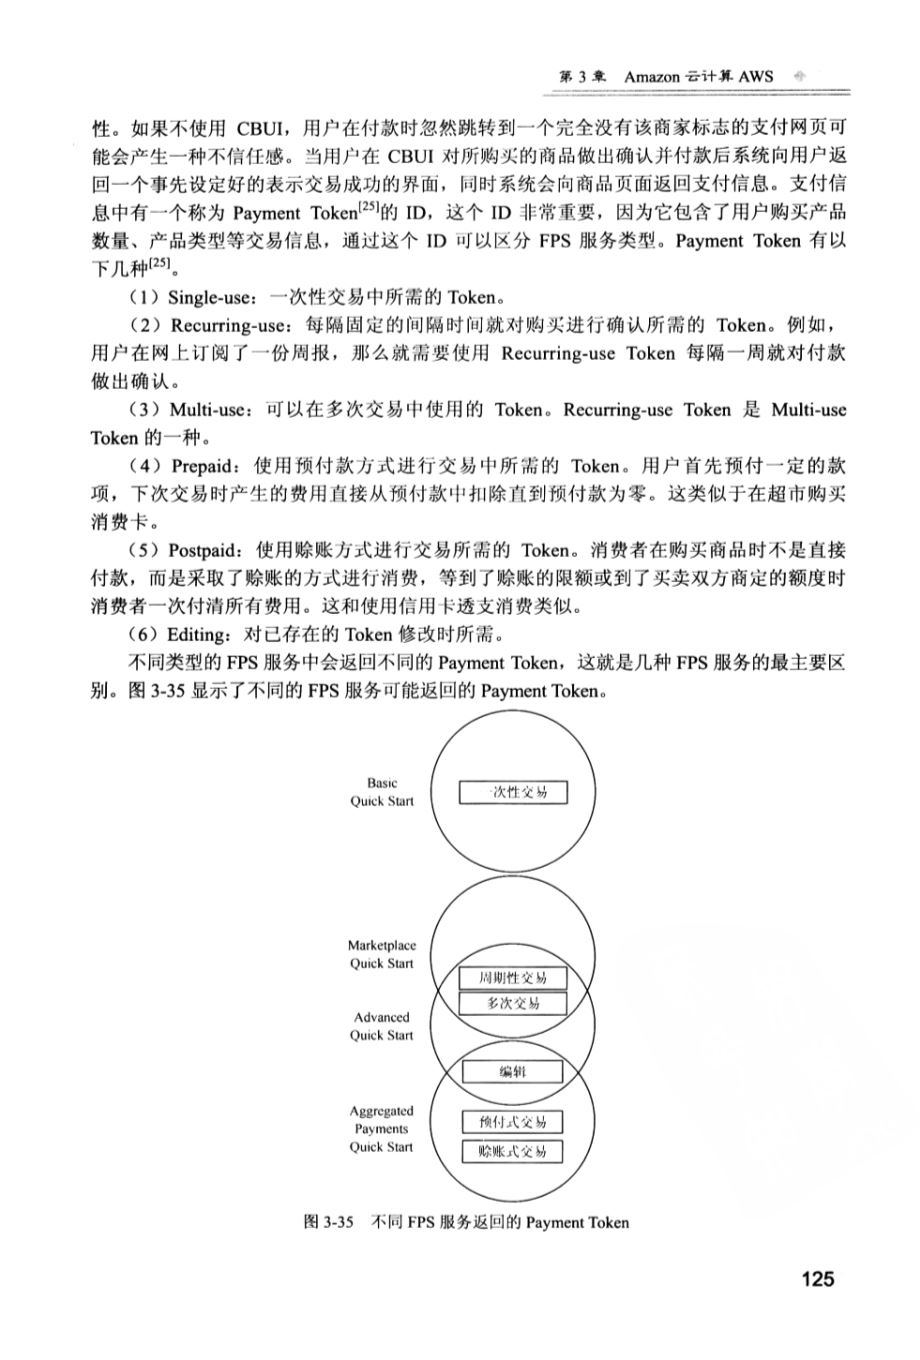 第 3 章 Amazon 云计算 AWS
性。如果不使用 CBUI，用户在付款时忽然跳转到一个完全没有该商家标志的支付网页可
能会产生一种不信任感。当用户在 CBUI 对所购买的商品做出确认并付款后系统向用户返
回一个事先设定好的表示交易成功的界面，同时系统会向商品页面返回支付信息。支付信
息中有一个称为 Payment Token[25]的 ID，这个 ID 非常重要，因为它包含了用户购买产品
数量、产品类型等交易信息，通过这个 ID 可以区分 FPS 服务类型。Payment Token 有以
下几种[25]。
（1）Single-use：一次性交易中所需的 Token。
（2）Recurring-use：每隔固定的间隔时间就对购买进行确认所需的 Token。例如，
用户在网上订阅了一份周报，那么就需要使用 Recurring-use Token 每隔一周就对付款
做出确认。
（3）Multi-use：可以在多次交易中使用的 Token。Recurring-use Token 是 Multi-use
Token 的一种。
（4）Prepaid：使用预付款方式进行交易中所需的 Token。用户首先预付一定的款
项，下次交易时产生的费用直接从预付款中扣除直到预付款为零。这类似于在超市购买
消费卡。
（5）Postpaid：使用赊账方式进行交易所需的 Token。消费者在购买商品时不是直接
付款，而是采取了赊账的方式进行消费，等到了赊账的限额或到了买卖双方商定的额度时
消费者一次付清所有费用。这和使用信用卡透支消费类似。
（6）Editing：对已存在的 Token 修改时所需。
不同类型的 FPS 服务中会返回不同的 Payment Token，这就是几种 FPS 服务的最主要区
别。图 3-35 显示了不同的 FPS 服务可能返回的 Payment Token。
Basic
Quick Start
一次性交易
Marketplace
Quick Start
周期性交易
多次交易
Advanced
Quick Start
编辑
Aggregated
Payments
Quick Start
预付式交易
赊账式交易
图 3-35 不同 FPS 服务返回的 Payment Token
125